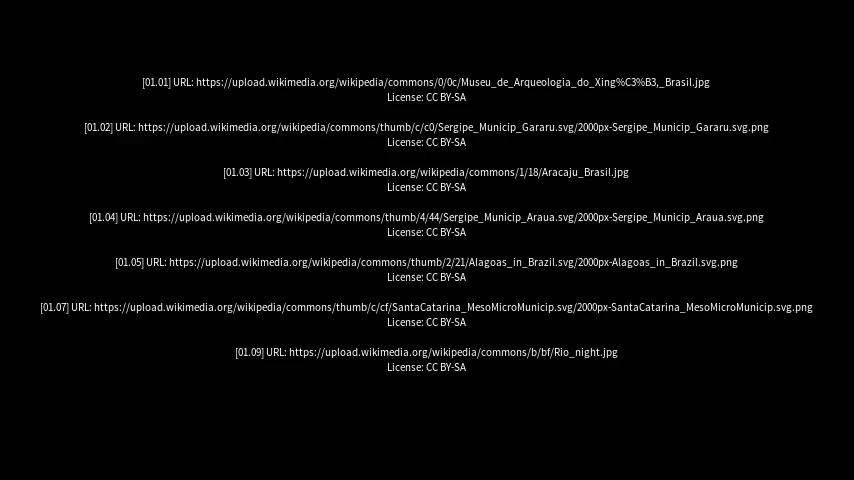 [01.01] URL: https://upload.wikimedia.org/wikipedia/commons/0/0c/Museu_de_Arqueologia_do_Xing%C3%B3,_Brasil.jpg
License: CC BY-SA
[01.02] URL: https://upload.wikimedia.org/wikipedia/commons/thumb/c/c0/Sergipe_Municip_Gararu.svg/2000px-Sergipe_Municip_Gararu.svg.png
License: CC BY-SA
[01.03] URL: https://upload.wikimedia.org/wikipedia/commons/1/18/Aracaju_Brasil.jpg
License: CC BY-SA
[01.04] URL: https://upload.wikimedia.org/wikipedia/commons/thumb/4/44/Sergipe_Municip_Araua.svg/2000px-Sergipe_Municip_Araua.svg.png
License: CC BY-SA
[01.05] URL: https://upload.wikimedia.org/wikipedia/commons/thumb/2/21/Alagoas_in_Brazil.svg/2000px-Alagoas_in_Brazil.svg.png
License: CC BY-SA
[01.07] URL: https://upload.wikimedia.org/wikipedia/commons/thumb/c/cf/SantaCatarina_MesoMicroMunicip.svg/2000px-SantaCatarina_MesoMicroMunicip.svg.png
License: CC BY-SA
[01.09] URL: https://upload.wikimedia.org/wikipedia/commons/b/bf/Rio_night.jpg
License: CC BY-SA